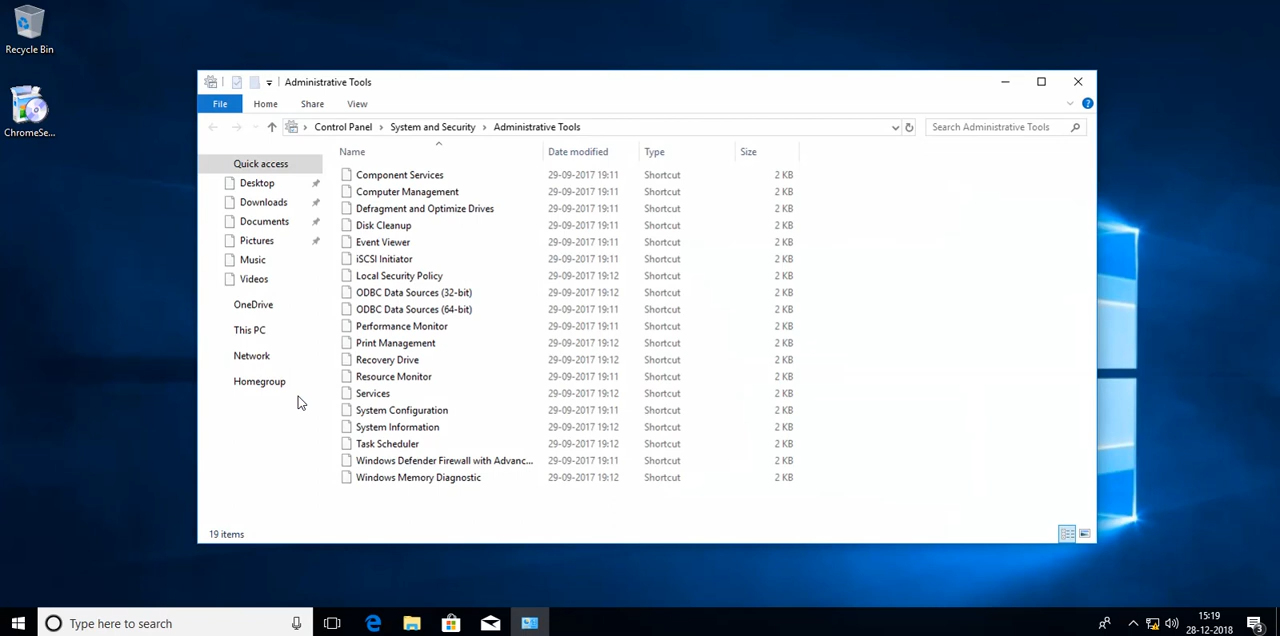 Recycle Bin
ChromeSe...
Administrative Tools
File Home Share View
Control Panel System and Security Administrative Tools Search Administrative Tools
Name Date modified Type Size
Quick access
Desktop
Downloads
Documents
Pictures
Music
Videos
OneDrive
This PC
Network
Homegroup
Component Services 29-09-2017 19:11 Shortcut 2 KB
Computer Management 29-09-2017 19:11 Shortcut 2 KB
Defragment and Optimize Drives 29-09-2017 19:11 Shortcut 2 KB
Disk Cleanup 29-09-2017 19:11 Shortcut 2 KB
Event Viewer 29-09-2017 19:11 Shortcut 2 KB
iSCSI Initiator 29-09-2017 19:11 Shortcut 2 KB
Local Security Policy 29-09-2017 19:12 Shortcut 2 KB
ODBC Data Sources (32-bit) 29-09-2017 19:12 Shortcut 2 KB
ODBC Data Sources (64-bit) 29-09-2017 19:11 Shortcut 2 KB
Performance Monitor 29-09-2017 19:11 Shortcut 2 KB
Print Management 29-09-2017 19:12 Shortcut 2 KB
Recovery Drive 29-09-2017 19:12 Shortcut 2 KB
Resource Monitor 29-09-2017 19:11 Shortcut 2 KB
Services 29-09-2017 19:12 Shortcut 2 KB
System Configuration 29-09-2017 19:11 Shortcut 2 KB
System Information 29-09-2017 19:12 Shortcut 2 KB
Task Scheduler 29-09-2017 19:12 Shortcut 2 KB
Windows Defender Firewall with Advanc... 29-09-2017 19:11 Shortcut 2 KB
Windows Memory Diagnostic 29-09-2017 19:12 Shortcut 2 KB
19 items
Type here to search
15:19
28-12-2018
3